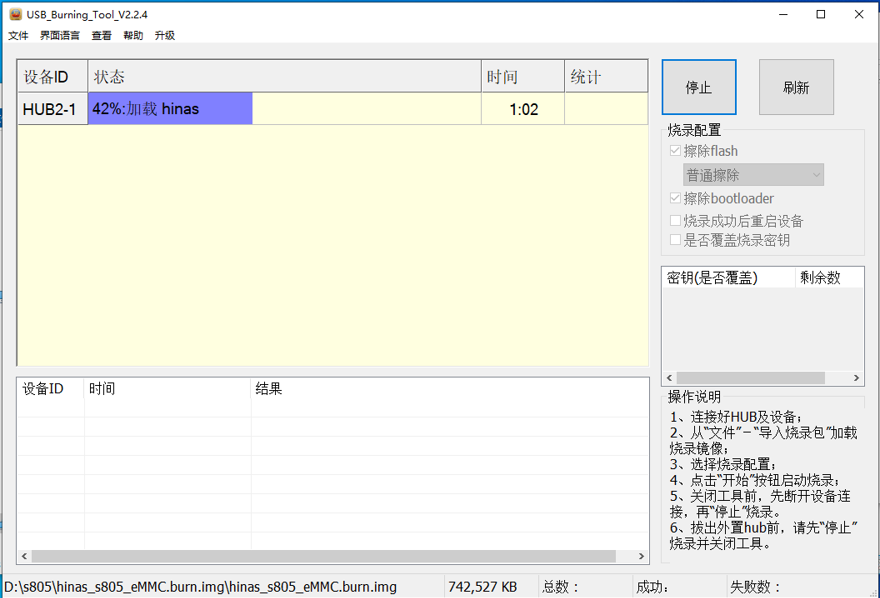 USB_Burning_Tool_V2.2.4
文件 界面语言 查看 帮助 升级
设备ID 状态 时间 统计
HUB2-1 42%:加载 hinas 1:02
停止 刷新
烧录配置
擦除flash
普通擦除
擦除bootloader
烧录成功后重启设备
是否覆盖烧录密钥
密钥(是否覆盖) 剩余数
设备ID 时间 结果
操作说明
1、连接好HUB及设备;
2、从“文件”–“导入烧录包”加载
烧录镜像;
3、选择烧录配置;
4、点击“开始”按钮启动烧录;
5、关闭工具前，先断开设备连
接，再“停止”烧录。
6、拔出外置hub前，请先“停止”
烧录并关闭工具。
D:\s805\hinas_s805_eMMC.burn.img\hinas_s805_eMMC.burn.img 742,527 KB 总数： 成功： 失败数：